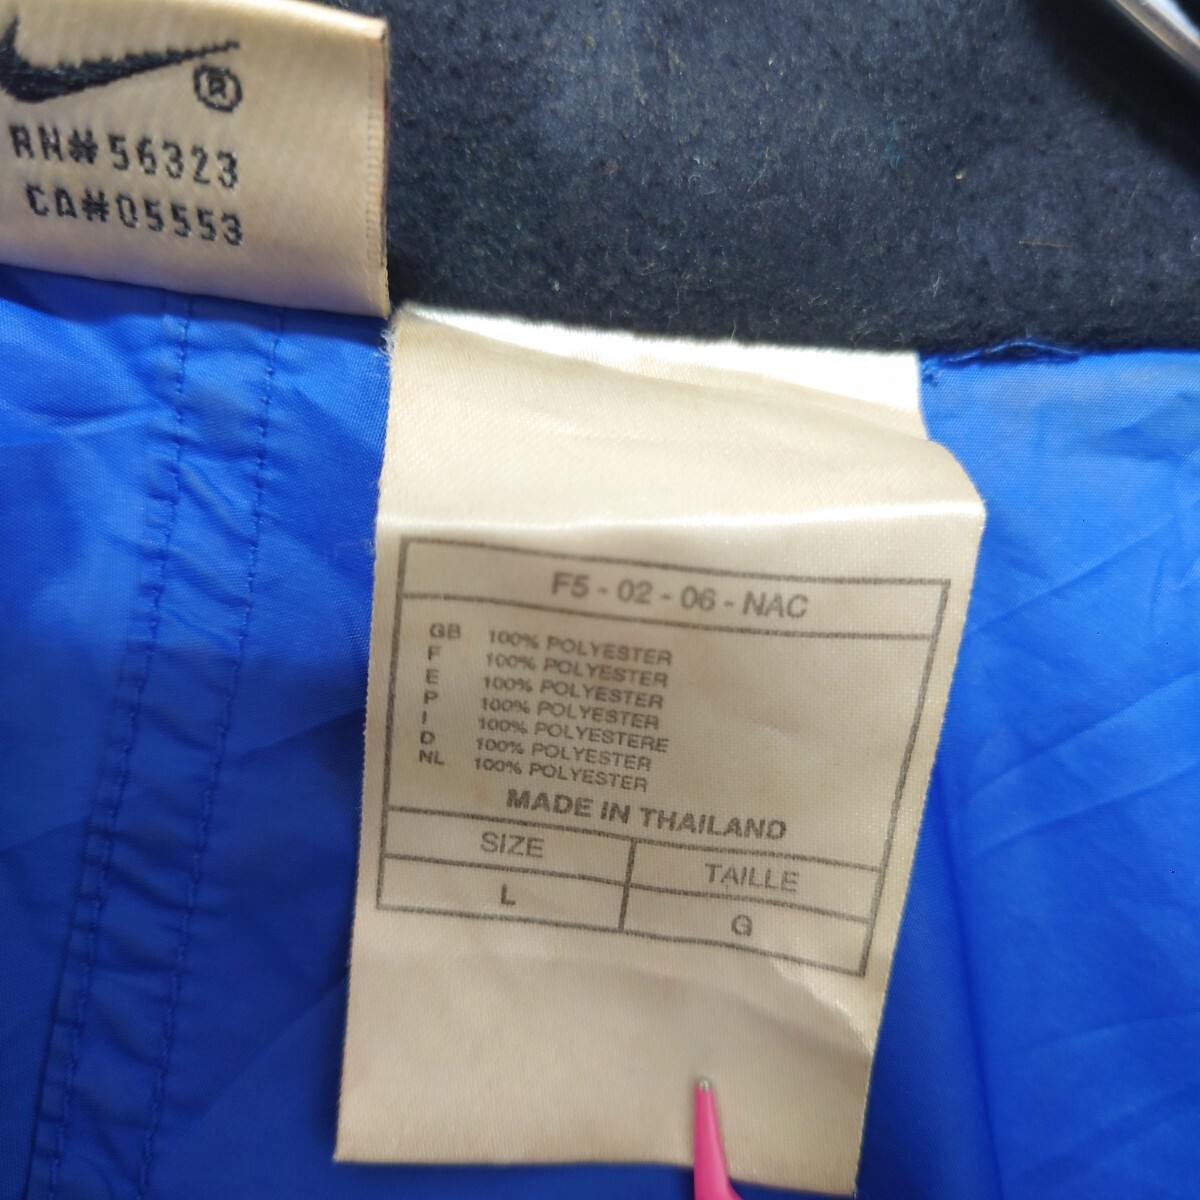 ®
RN#56323
CA#05553
F5 - 02 - 06 - NAC
GB 100% POLYESTER
F 100% POLYESTER
E 100% POLYESTER
P 100% POLYESTER
I 100% POLYESTERE
D 100% POLYESTER
NL 100% POLYESTER
MADE IN THAILAND
SIZE TAILLE
L G